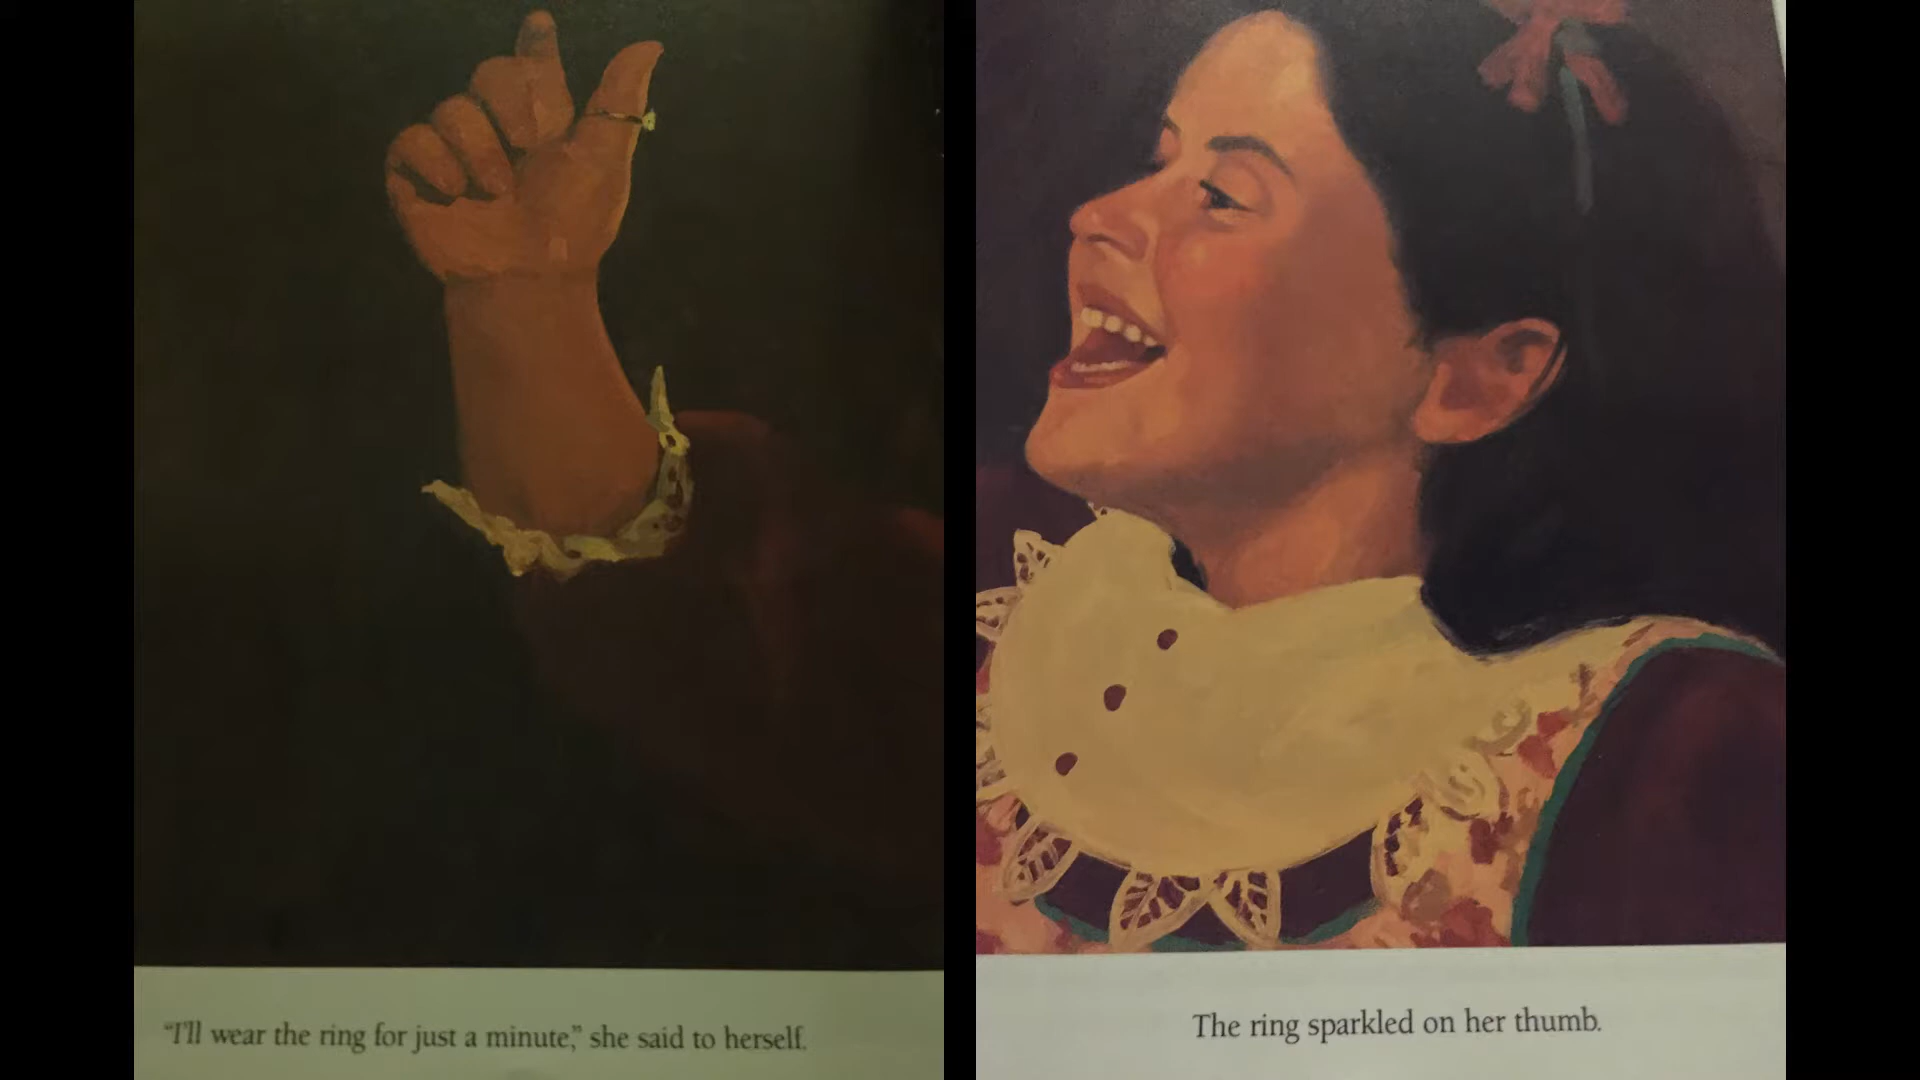 “I’ll wear the ring for just a minute,” she said to herself.
The ring sparkled on her thumb.